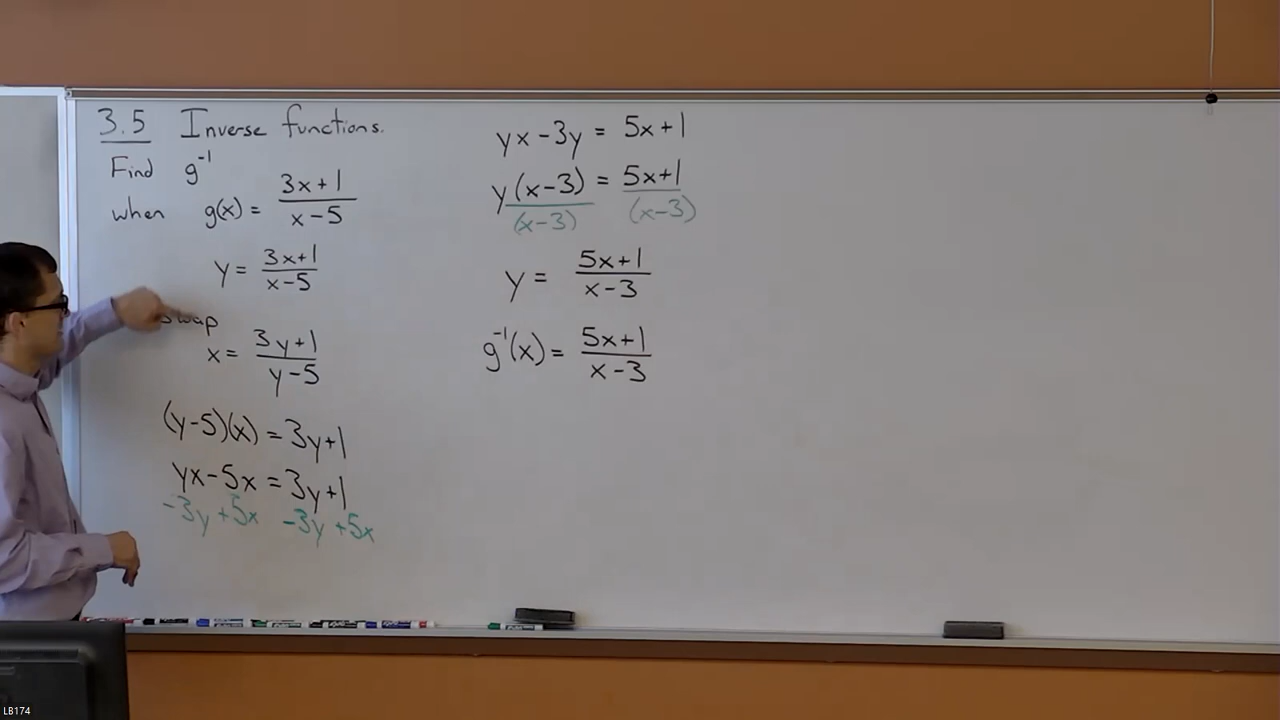 3.5 Inverse functions.
Find g⁻¹
when g(x) = (3x+1)/(x-5)
y = (3x+1)/(x-5)
swap
x = (3y+1)/(y-5)
(y-5)(x) = 3y+1
yx-5x = 3y+1
-3y +5x -3y +5x
yx-3y = 5x+1
y(x-3) = 5x+1
(x-3) (x-3)
y = (5x+1)/(x-3)
g⁻¹(x) = (5x+1)/(x-3)
LB174